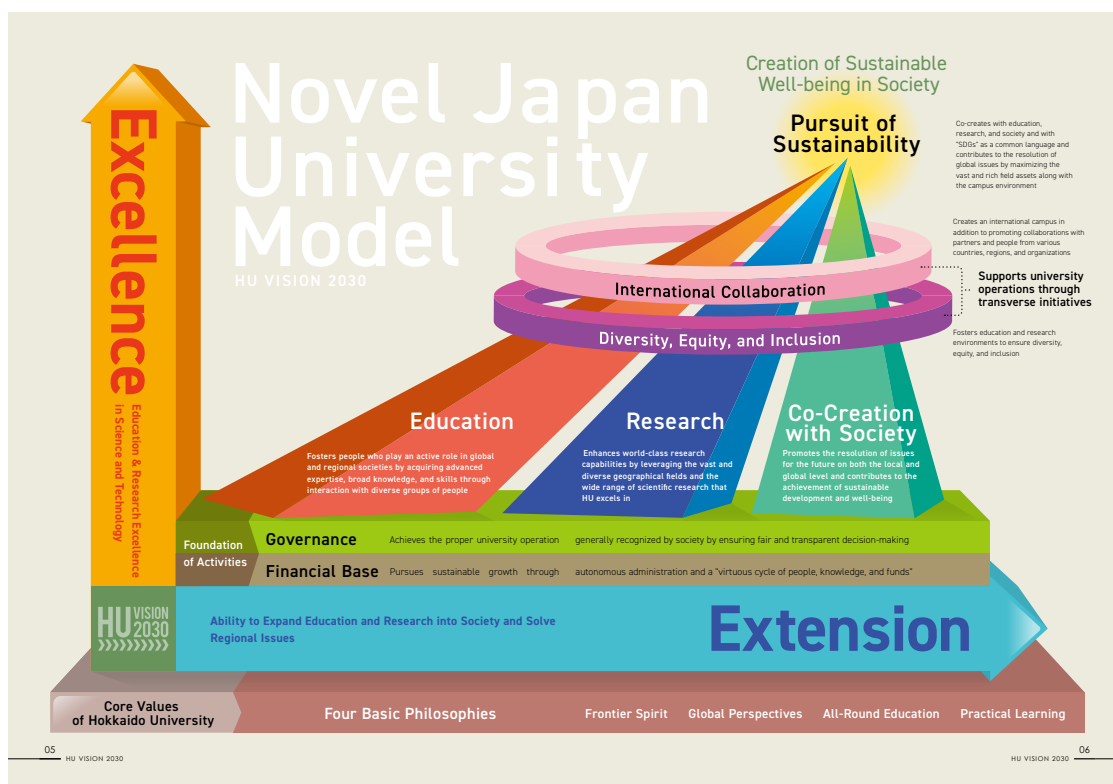 Novel Japan
University
Model
HU VISION 2030
Excellence
Education & Research Excellence
in Science and Technology
Creation of Sustainable
Well-being in Society
Pursuit of
Sustainability
Co-creates with education,
research, and society and with
"SDGs" as a common language and
contributes to the resolution of
global issues by maximizing the
vast and rich field assets along with
the campus environment
Creates an international campus in
addition to promoting collaborations with
partners and people from various
countries, regions, and organizations
Supports university
operations through
transverse initiatives
Fosters education and research
environments to ensure diversity,
equity, and inclusion
International Collaboration
Diversity, Equity, and Inclusion
Education
Fosters people who play an active role in global
and regional societies by acquiring advanced
expertise, broad knowledge, and skills through
interaction with diverse groups of people
Research
Enhances world-class research
capabilities by leveraging the vast and
diverse geographical fields and the
wide range of scientific research that
HU excels in
Co-Creation
with Society
Promotes the resolution of issues
for the future on both the local and
global level and contributes to the
achievement of sustainable
development and well-being
Foundation
of Activities
Governance Achieves the proper university operation generally recognized by society by ensuring fair and transparent decision-making
Financial Base Pursues sustainable growth through autonomous administration and a "virtuous cycle of people, knowledge, and funds"
HU VISION
2030
Ability to Expand Education and Research into Society and Solve
Regional Issues
Extension
Core Values
of Hokkaido University
Four Basic Philosophies
Frontier Spirit Global Perspectives All-Round Education Practical Learning
05
HU VISION 2030
HU VISION 2030
06